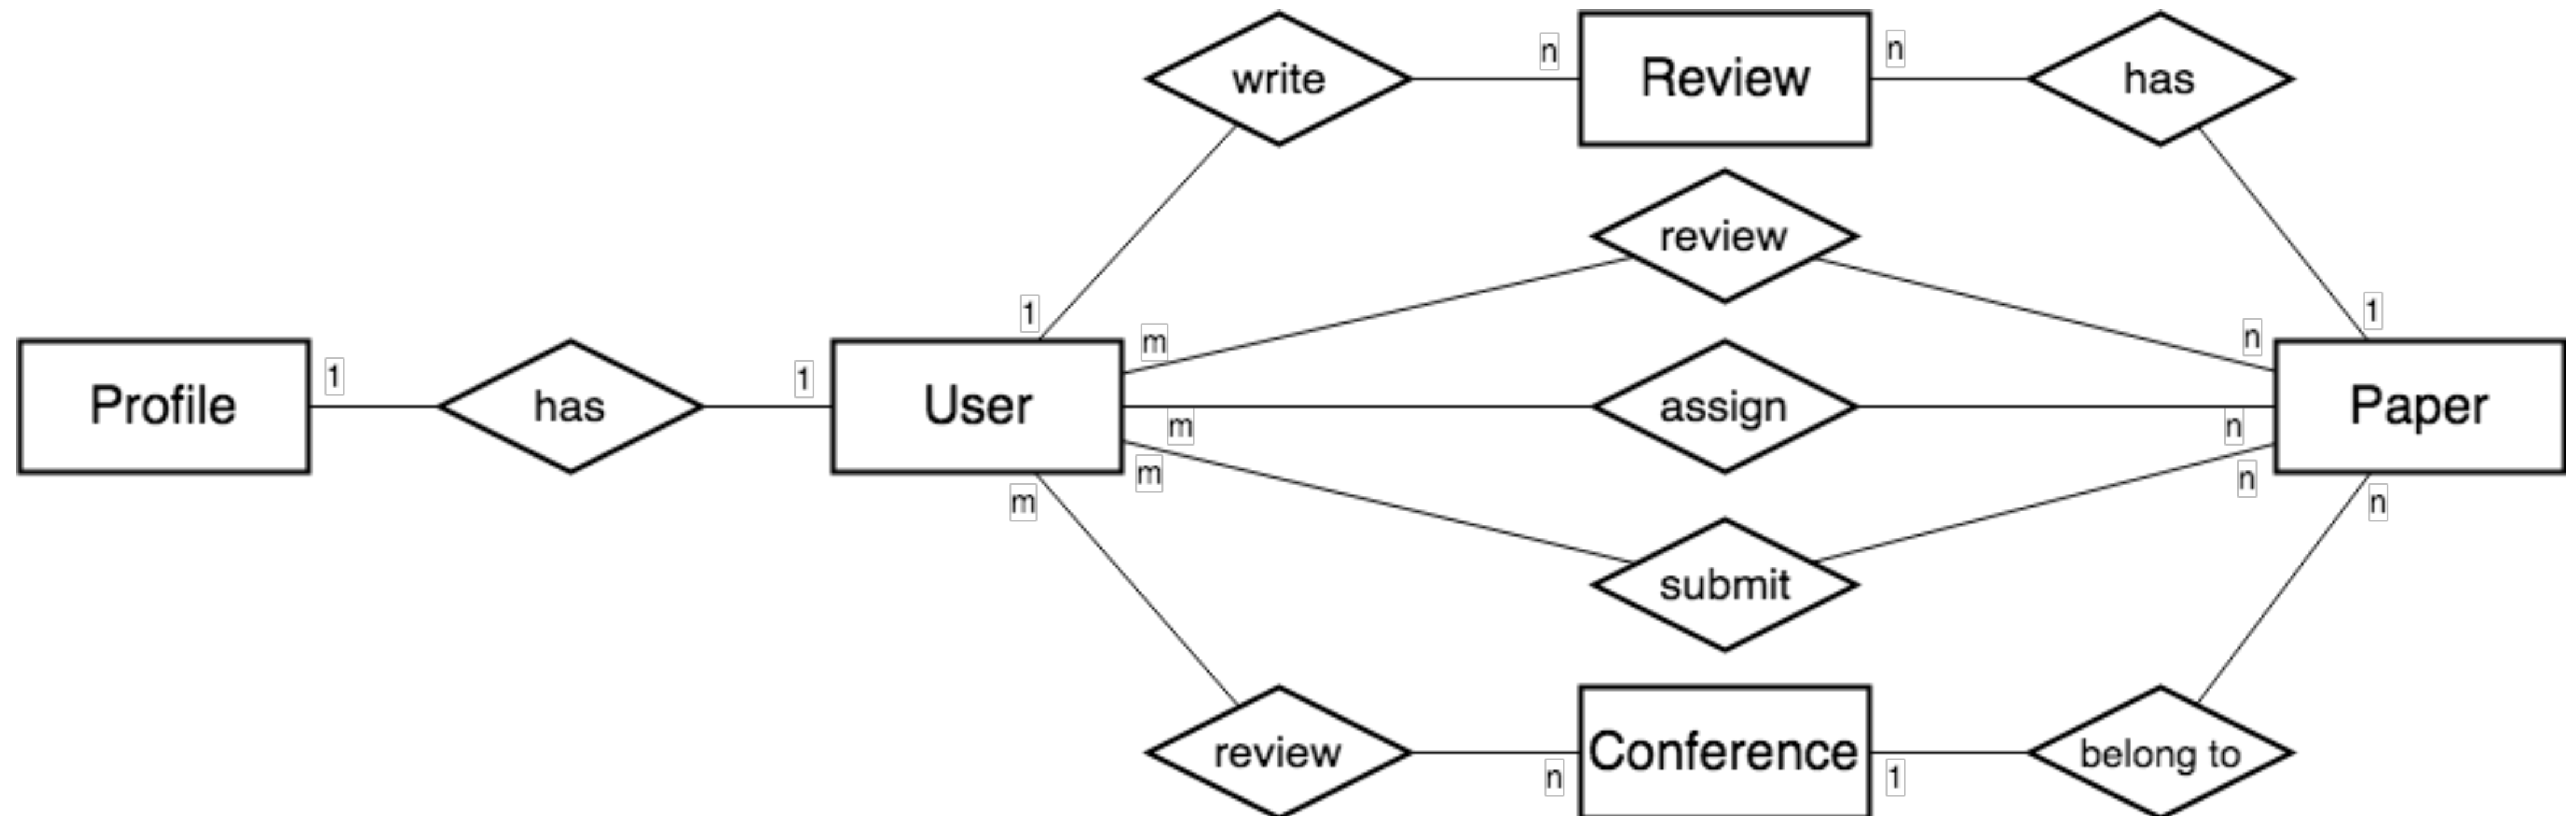 write
n
Review
n
has
review
1
m
n
1
Profile
1
has
1
User
m
assign
n
Paper
m
m
submit
n
n
review
n
Conference
1
belong to